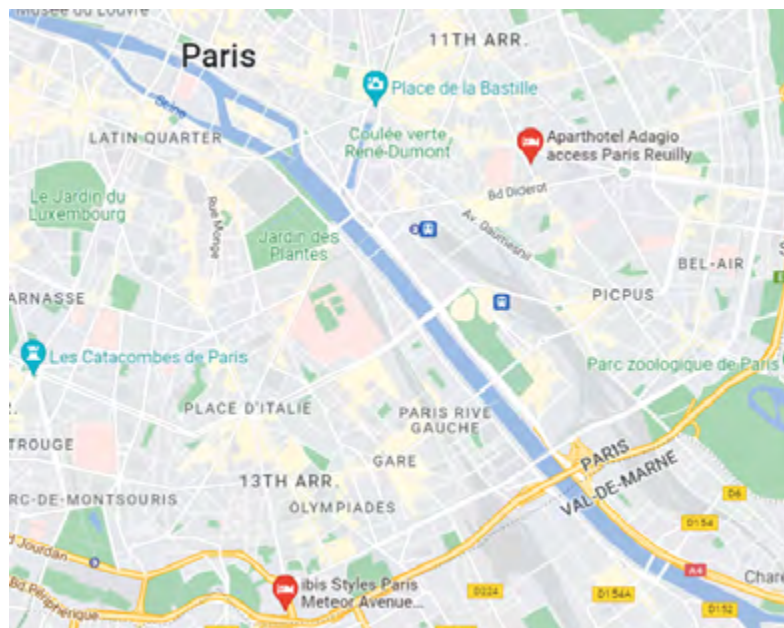 Musée du Louvre
Paris
11TH ARR.
Place de la Bastille
Seine
LATIN QUARTER
Coulée verte
René-Dumont
Aparthotel Adagio
access Paris Reuilly
Le Jardin du
Luxembourg
Rue Monge
Bd Diderot
Av. Daumesnil
Jardin des
Plantes
BEL-AIR
ARNASSE
PICPUS
Les Catacombes de Paris
Parc zoologique de Paris
PLACE D'ITALIE
PARIS RIVE
GAUCHE
R.
TROUGE
GARE
PARIS
VAL-DE-MARNE
13TH ARR.
RC-DE-MONTSOURIS
OLYMPIADES
D6
D154
d Jourdan
A4
Chare
ibis Styles Paris
Meteor Avenue...
Bd Périphérique
D224
D154A
D152